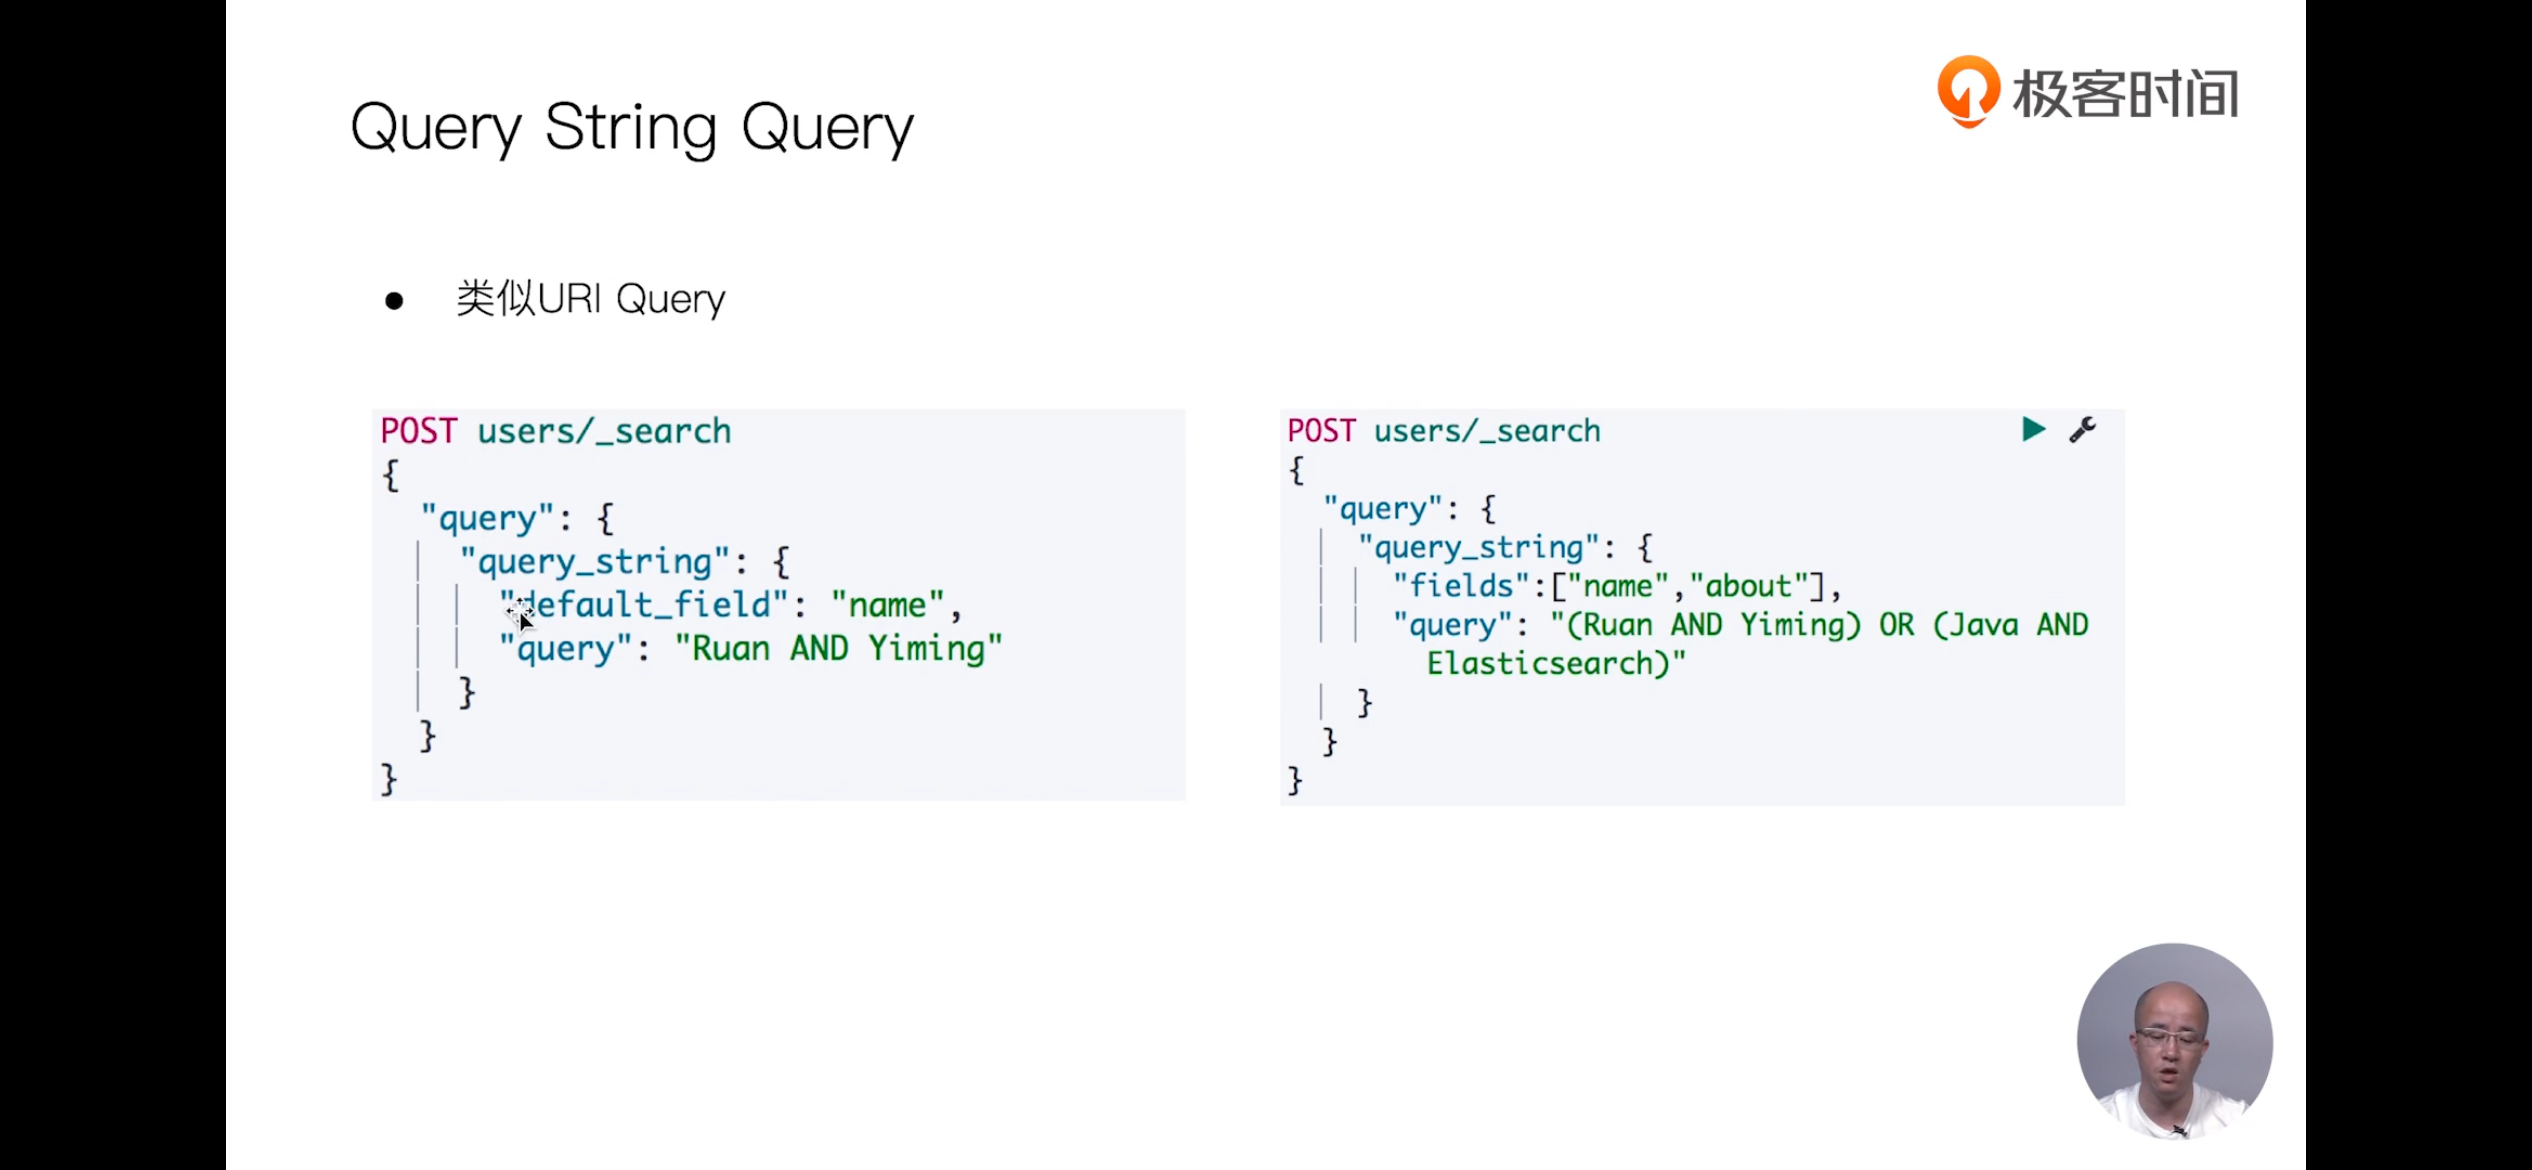 极客时间
Query String Query
● 类似URI Query
POST users/_search
{
  "query": {
    "query_string": {
      "default_field": "name",
      "query": "Ruan AND Yiming"
    }
  }
}
POST users/_search
{
  "query": {
    "query_string": {
      "fields":["name","about"],
      "query": "(Ruan AND Yiming) OR (Java AND
        Elasticsearch)"
    }
  }
}